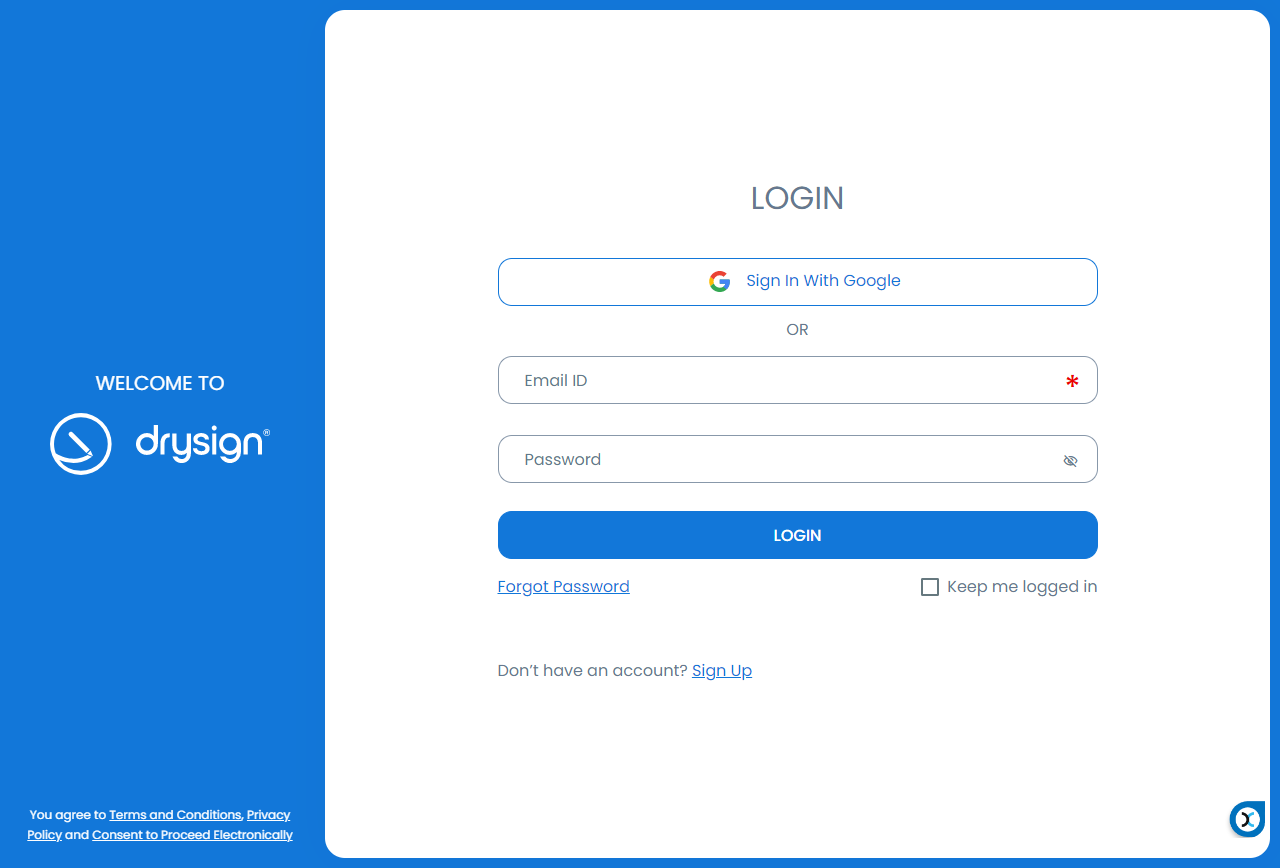 WELCOME TO
drysign®
You agree to Terms and Conditions, Privacy
Policy and Consent to Proceed Electronically
LOGIN
Sign In With Google
OR
Email ID *
Password
LOGIN
Forgot Password
Keep me logged in
Don’t have an account? Sign Up